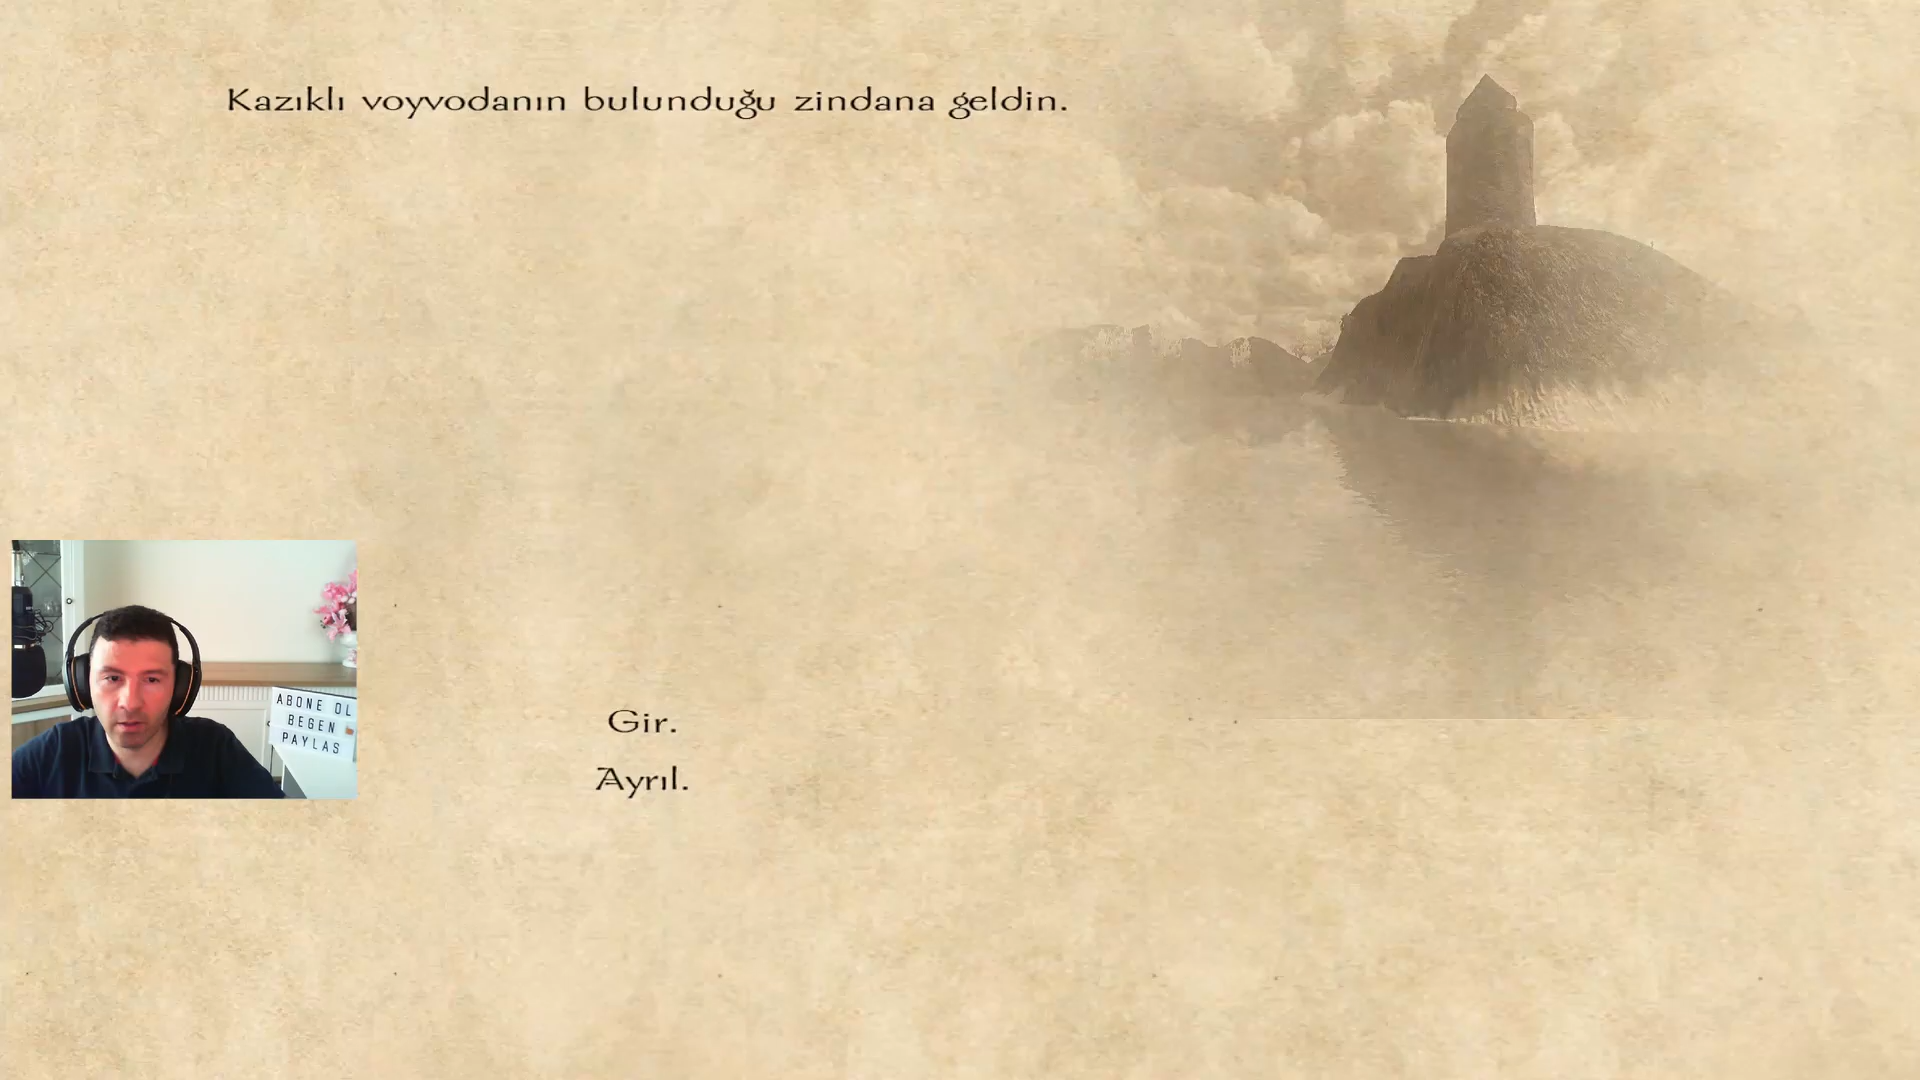 Kazıklı voyvodanın bulunduğu zindana geldin.
Gir.
Ayrıl.
ABONE OL
BEGEN
PAYLAS